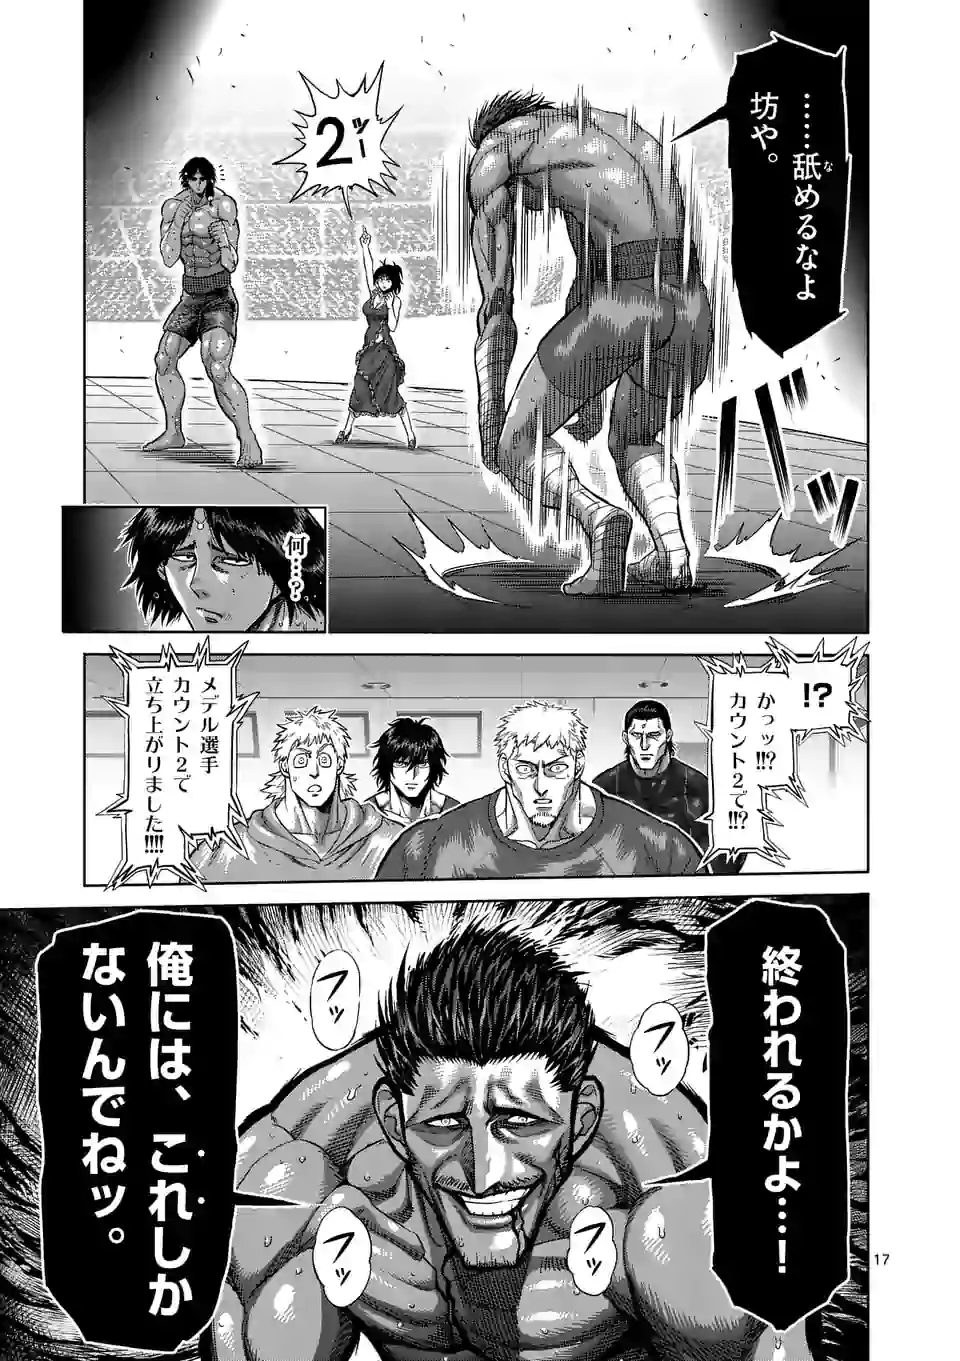 ……舐めるなよ
坊や。
ツー
2
何…?
!?
かっッ!!?
カウント2で!!?
メデル選手
カウント2で
立ち上がりました!!!!
終われるかよ…!
俺には、これしか
ないんでねッ。
フッ
フッ
フッ
フッ
17